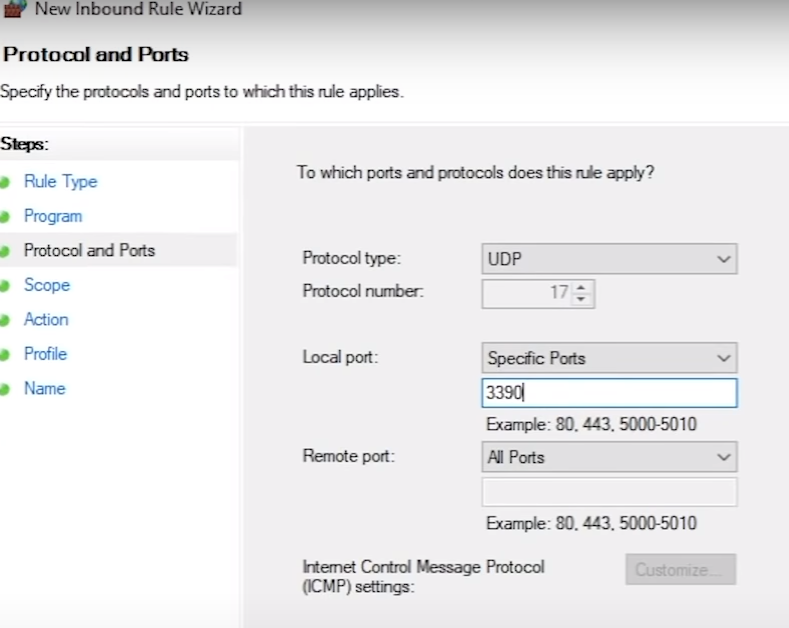 New Inbound Rule Wizard
Protocol and Ports
Specify the protocols and ports to which this rule applies.
Steps:
Rule Type
Program
Protocol and Ports
Scope
Action
Profile
Name
To which ports and protocols does this rule apply?
Protocol type: UDP
Protocol number: 17
Local port: Specific Ports
3390
Example: 80, 443, 5000-5010
Remote port: All Ports
Example: 80, 443, 5000-5010
Internet Control Message Protocol
(ICMP) settings:
Customize...